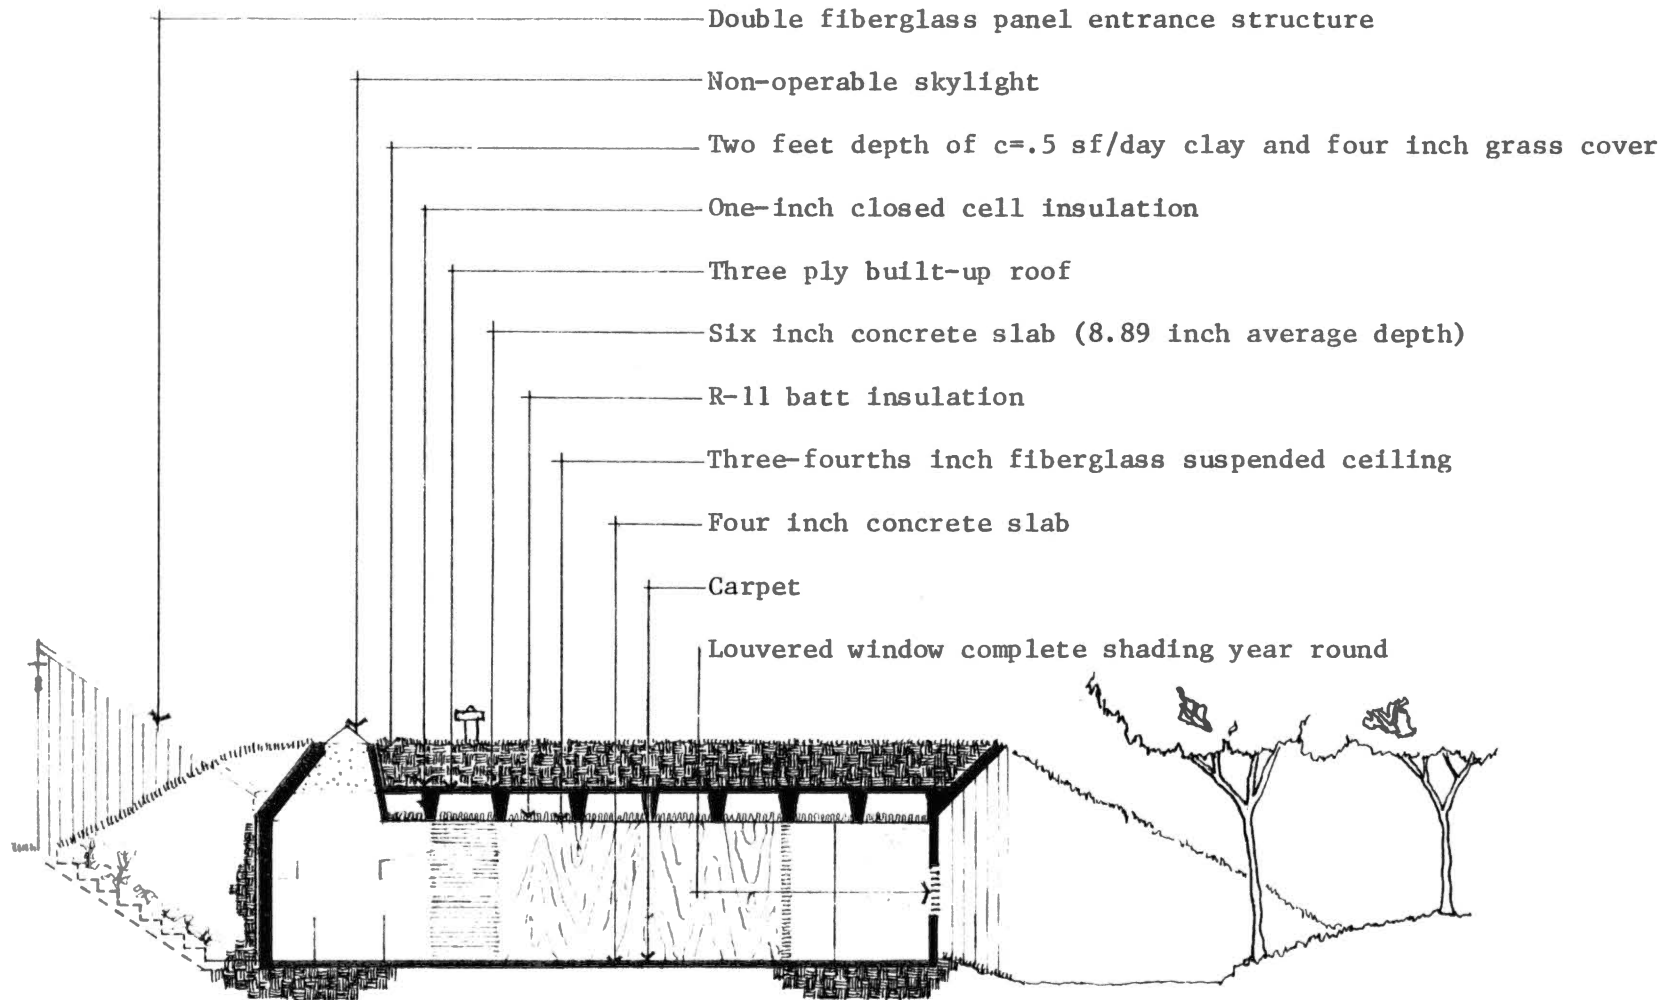 Double fiberglass panel entrance structure
Non-operable skylight
Two feet depth of c=.5 sf/day clay and four inch grass cover
One-inch closed cell insulation
Three ply built-up roof
Six inch concrete slab (8.89 inch average depth)
R-11 batt insulation
Three-fourths inch fiberglass suspended ceiling
Four inch concrete slab
Carpet
Louvered window complete shading year round